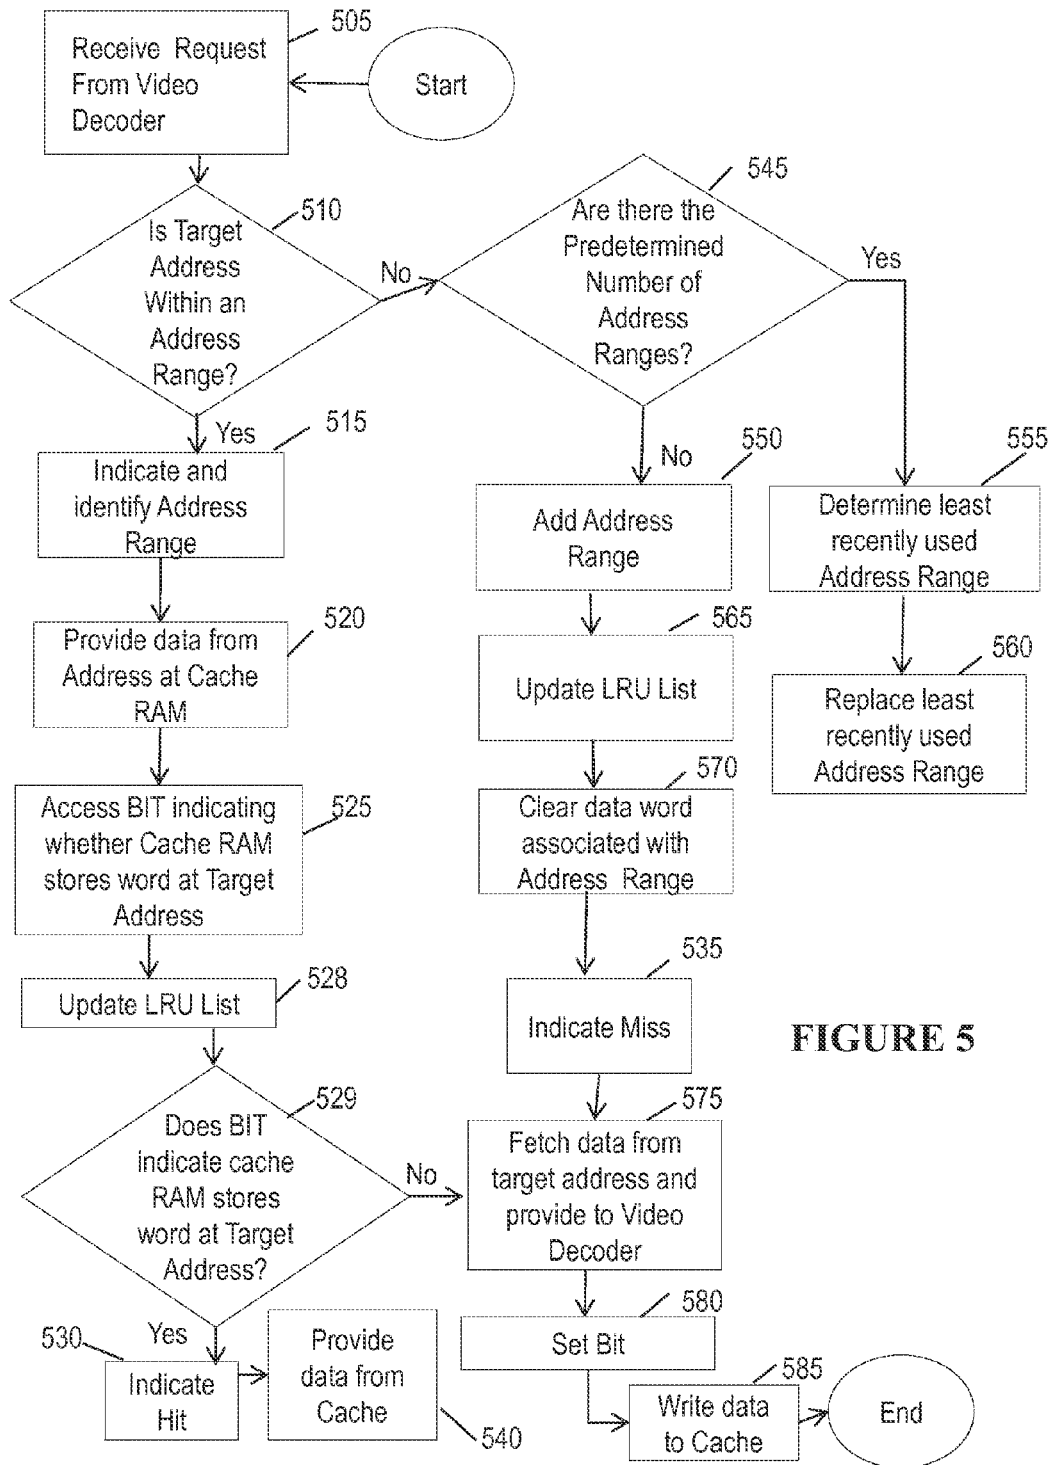 505
Receive Request
From Video
Decoder
Start
510
Is Target
Address
Within an
Address
Range?
No
545
Are there the
Predetermined
Number of
Address
Ranges?
Yes
Yes
515
Indicate and
identify Address
Range
No
550
Add Address
Range
555
Determine least
recently used
Address Range
520
Provide data from
Address at Cache
RAM
565
Update LRU List
560
Replace least
recently used
Address Range
525
Access BIT indicating
whether Cache RAM
stores word at Target
Address
570
Clear data word
associated with
Address Range
528
Update LRU List
535
Indicate Miss
FIGURE 5
529
Does BIT
indicate cache
RAM stores
word at Target
Address?
No
575
Fetch data from
target address and
provide to Video
Decoder
Yes
530
Indicate
Hit
Provide
data from
Cache
540
580
Set Bit
585
Write data
to Cache
End